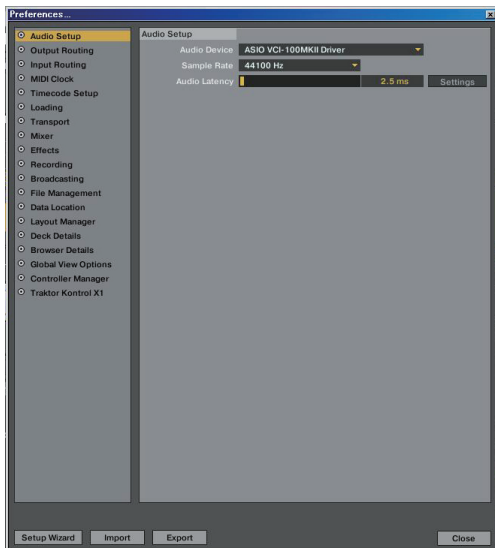 Preferences...
Audio Setup
Output Routing
Input Routing
MIDI Clock
Timecode Setup
Loading
Transport
Mixer
Effects
Recording
Broadcasting
File Management
Data Location
Layout Manager
Deck Details
Browser Details
Global View Options
Controller Manager
Traktor Kontrol X1
Audio Setup
Audio Device ASIO VCI-100MKII Driver
Sample Rate 44100 Hz
Audio Latency 2.5 ms Settings
Setup Wizard Import Export Close